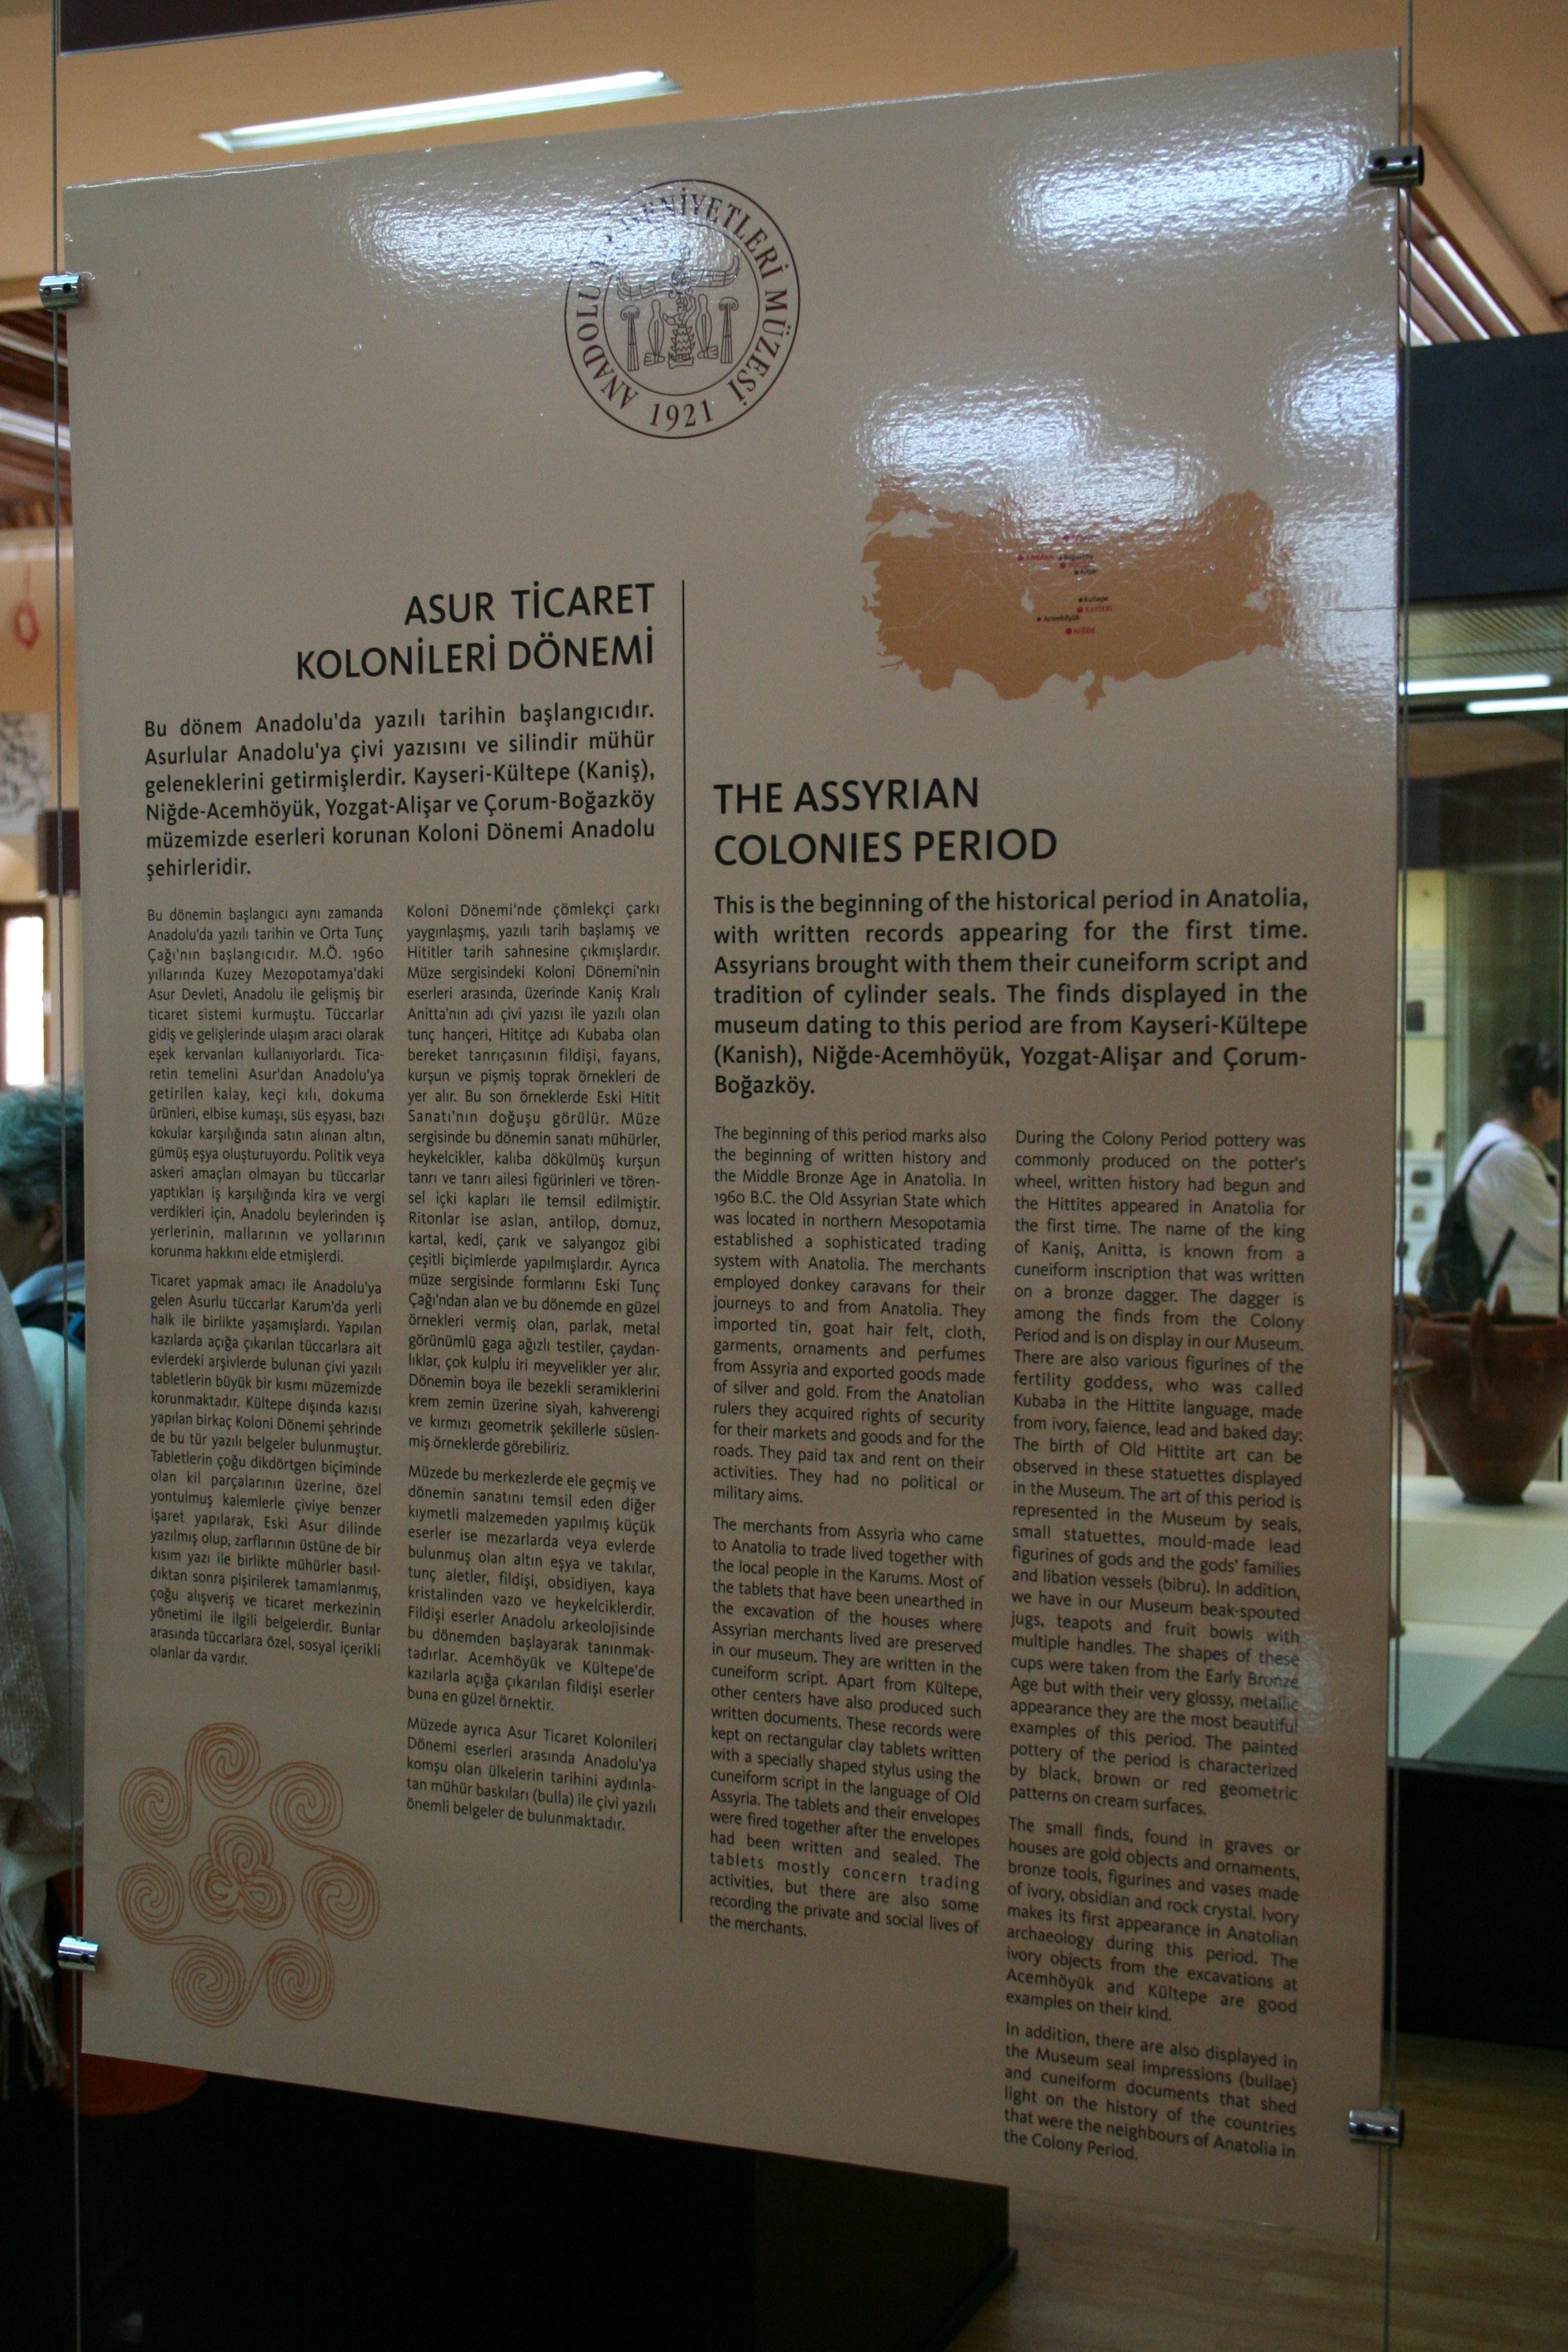 ANADOLU MEDENİYETLERİ MÜZESİ
1921
ASUR TİCARET
KOLONİLERİ DÖNEMİ
Bu dönem Anadolu'da yazılı tarihin başlangıcıdır.
Asurlular Anadolu'ya çivi yazısını ve silindir mühür
geleneklerini getirmişlerdir. Kayseri-Kültepe (Kaniş),
Niğde-Acemhöyük, Yozgat-Alişar ve Çorum-Boğazköy
müzemizde eserleri korunan Koloni Dönemi Anadolu
şehirleridir.
Bu dönemin başlangıcı aynı zamanda
Anadolu'da yazılı tarihin ve Orta Tunç
Çağı'nın başlangıcıdır. M.Ö. 1960
yıllarında Kuzey Mezopotamya'daki
Asur Devleti, Anadolu ile gelişmiş bir
ticaret sistemi kurmuştu. Tüccarlar
gidiş ve gelişlerinde ulaşım aracı olarak
eşek kervanları kullanıyorlardı. Tica-
retin temelini Asur'dan Anadolu'ya
getirilen kalay, keçi kılı, dokuma
ürünleri, elbise kumaşı, süs eşyası, bazı
kokular karşılığında satın alınan altın,
gümüş eşya oluşturuyordu. Politik veya
askeri amaçları olmayan bu tüccarlar
yaptıkları iş karşılığında kira ve vergi
verdikleri için, Anadolu beylerinden iş
yerlerinin, mallarının ve yollarının
korunma hakkını elde etmişlerdi.
Ticaret yapmak amacı ile Anadolu'ya
gelen Asurlu tüccarlar Karum'da yerli
halk ile birlikte yaşamışlardı. Yapılan
kazılarda açığa çıkarılan tüccarlara ait
evlerdeki arşivlerde bulunan çivi yazılı
tabletlerin büyük bir kısmı müzemizde
korunmaktadır. Kültepe dışında kazısı
yapılan birkaç Koloni Dönemi şehrinde
de bu tür yazılı belgeler bulunmuştur.
Tabletlerin çoğu dikdörtgen biçiminde
olan kil parçalarının üzerine, özel
yontulmuş kalemlerle çiviye benzer
işaret yapılarak, Eski Asur dilinde
yazılmış olup, zarflarının üstüne de bir
kısım yazı ile birlikte mühürler basıl-
dıktan sonra pişirilerek tamamlanmış,
çoğu alışveriş ve ticaret merkezinin
yönetimi ile ilgili belgelerdir. Bunlar
arasında tüccarlara özel, sosyal içerikli
olanlar da vardır.
Koloni Dönemi'nde çömlekçi çarkı
yaygınlaşmış, yazılı tarih başlamış ve
Hititler tarih sahnesine çıkmışlardır.
Müze sergisindeki Koloni Dönemi'nin
eserleri arasında, üzerinde Kaniş Kralı
Anitta'nın adı çivi yazısı ile yazılı olan
tunç hançeri, Hititçe adı Kubaba olan
bereket tanrıçasının fildişi, fayans,
kurşun ve pişmiş toprak örnekleri de
yer alır. Bu son örneklerde Eski Hitit
Sanatı'nın doğuşu görülür. Müze
sergisinde bu dönemin sanatı mühürler,
heykelcikler, kalıba dökülmüş kurşun
tanrı ve tanrı ailesi figürinleri ve tören-
sel içki kapları ile temsil edilmiştir.
Ritonlar ise aslan, antilop, domuz,
kartal, kedi, çarık ve salyangoz gibi
çeşitli biçimlerde yapılmışlardır. Ayrıca
müze sergisinde formlarını Eski Tunç
Çağı'ndan alan ve bu dönemde en güzel
örnekleri vermiş olan, parlak, metal
görünümlü gaga ağızlı testiler, çaydan-
lıklar, çok kulplu iri meyvelikler yer alır.
Dönemin boya ile bezekli seramiklerini
krem zemin üzerine siyah, kahverengi
ve kırmızı geometrik şekillerle süslen-
miş örneklerde görebiliriz.
Müzede bu merkezlerde ele geçmiş ve
dönemin sanatını temsil eden diğer
kıymetli malzemeden yapılmış küçük
eserler ise mezarlarda veya evlerde
bulunmuş olan altın eşya ve takılar,
tunç aletler, fildişi, obsidiyen, kaya
kristalinden vazo ve heykelciklerdir.
Fildişi eserler Anadolu arkeolojisinde
bu dönemden başlayarak tanınmak-
tadırlar. Acemhöyük ve Kültepe'de
kazılarla açığa çıkarılan fildişi eserler
buna en güzel örnektir.
Müzede ayrıca Asur Ticaret Kolonileri
Dönemi eserleri arasında Anadolu'ya
komşu olan ülkelerin tarihini aydınla-
tan mühür baskıları (bulla) ile çivi yazılı
önemli belgeler de bulunmaktadır.
Boğazköy
Alişar
Kültepe
KAYSERİ
Acemhöyük
NİĞDE
THE ASSYRIAN
COLONIES PERIOD
This is the beginning of the historical period in Anatolia,
with written records appearing for the first time.
Assyrians brought with them their cuneiform script and
tradition of cylinder seals. The finds displayed in the
museum dating to this period are from Kayseri-Kültepe
(Kanish), Niğde-Acemhöyük, Yozgat-Alişar and Çorum-
Boğazköy.
The beginning of this period marks also
the beginning of written history and
the Middle Bronze Age in Anatolia. In
1960 B.C. the Old Assyrian State which
was located in northern Mesopotamia
established a sophisticated trading
system with Anatolia. The merchants
employed donkey caravans for their
journeys to and from Anatolia. They
imported tin, goat hair felt, cloth,
garments, ornaments and perfumes
from Assyria and exported goods made
of silver and gold. From the Anatolian
rulers they acquired rights of security
for their markets and goods and for the
roads. They paid tax and rent on their
activities. They had no political or
military aims.
The merchants from Assyria who came
to Anatolia to trade lived together with
the local people in the Karums. Most of
the tablets that have been unearthed in
the excavation of the houses where
Assyrian merchants lived are preserved
in our museum. They are written in the
cuneiform script. Apart from Kültepe,
other centers have also produced such
written documents. These records were
kept on rectangular clay tablets written
with a specially shaped stylus using the
cuneiform script in the language of Old
Assyria. The tablets and their envelopes
were fired together after the envelopes
had been written and sealed. The
tablets mostly concern trading
activities, but there are also some
recording the private and social lives of
the merchants.
During the Colony Period pottery was
commonly produced on the potter's
wheel, written history had begun and
the Hittites appeared in Anatolia for
the first time. The name of the king
of Kaniş, Anitta, is known from a
cuneiform inscription that was written
on a bronze dagger. The dagger is
among the finds from the Colony
Period and is on display in our Museum.
There are also various figurines of the
fertility goddess, who was called
Kubaba in the Hittite language, made
from ivory, faience, lead and baked day:
The birth of Old Hittite art can be
observed in these statuettes displayed
in the Museum. The art of this period is
represented in the Museum by seals,
small statuettes, mould-made lead
figurines of gods and the gods' families
and libation vessels (bibru). In addition,
we have in our Museum beak-spouted
jugs, teapots and fruit bowls with
multiple handles. The shapes of these
cups were taken from the Early Bronze
Age but with their very glossy, metallic
appearance they are the most beautiful
examples of this period. The painted
pottery of the period is characterized
by black, brown or red geometric
patterns on cream surfaces.
The small finds, found in graves or
houses are gold objects and ornaments,
bronze tools, figurines and vases made
of ivory, obsidian and rock crystal. Ivory
makes its first appearance in Anatolian
archaeology during this period. The
ivory objects from the excavations at
Acemhöyük and Kültepe are good
examples on their kind.
In addition, there are also displayed in
the Museum seal impressions (bullae)
and cuneiform documents that shed
light on the history of the countries
that were the neighbours of Anatolia in
the Colony Period.